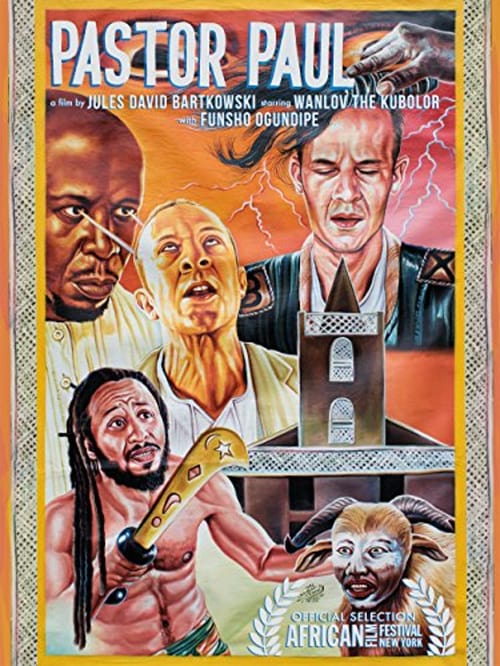 PASTOR PAUL
a film by JULES DAVID BARTKOWSKI starring WANLOV THE KUBOLOR
with FUNSHO OGUNDIPE
OFFICIAL SELECTION
AFRICAN FILM FESTIVAL
NEW YORK